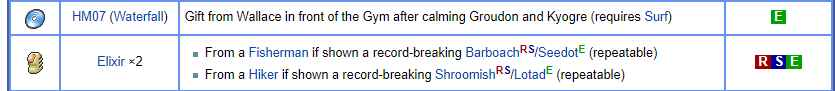 HM07 (Waterfall) Gift from Wallace in front of the Gym after calming Groudon and Kyogre (requires Surf) E
Elixir ×2
From a Fisherman if shown a record-breaking BarboachRS/SeedotE (repeatable)
From a Hiker if shown a record-breaking ShroomishRS/LotadE (repeatable)
R S E